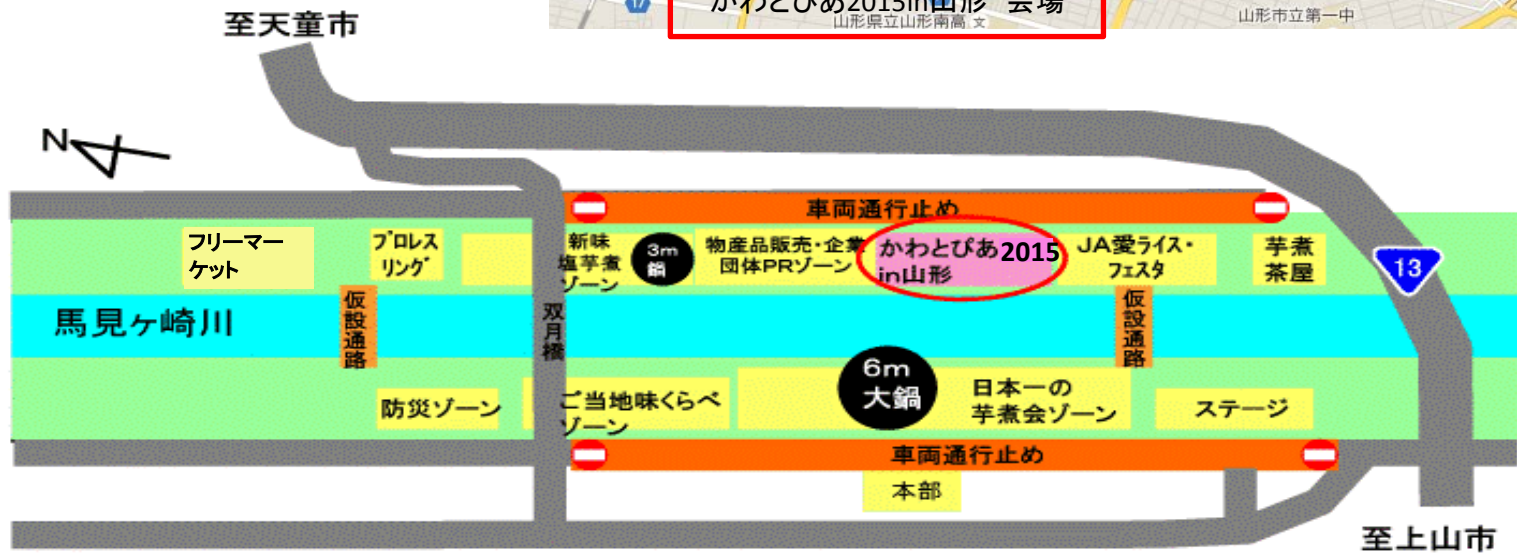 かわとぴあ2015in山形 会場
17
山形県立山形南高 文
山形市立第一中
至天童市
N
車両通行止め
フリーマー
ケット
プロレス
リング
新味
塩芋煮
ゾーン
3m
鍋
物産品販売・企業
団体PRゾーン
かわとぴあ2015
in山形
JA愛ライス・
フェスタ
芋煮
茶屋
13
馬見ヶ崎川
仮設通路
双月橋
仮設通路
防災ゾーン
ご当地味くらべ
ゾーン
6m
大鍋
日本一の
芋煮会ゾーン
ステージ
車両通行止め
本部
至上山市